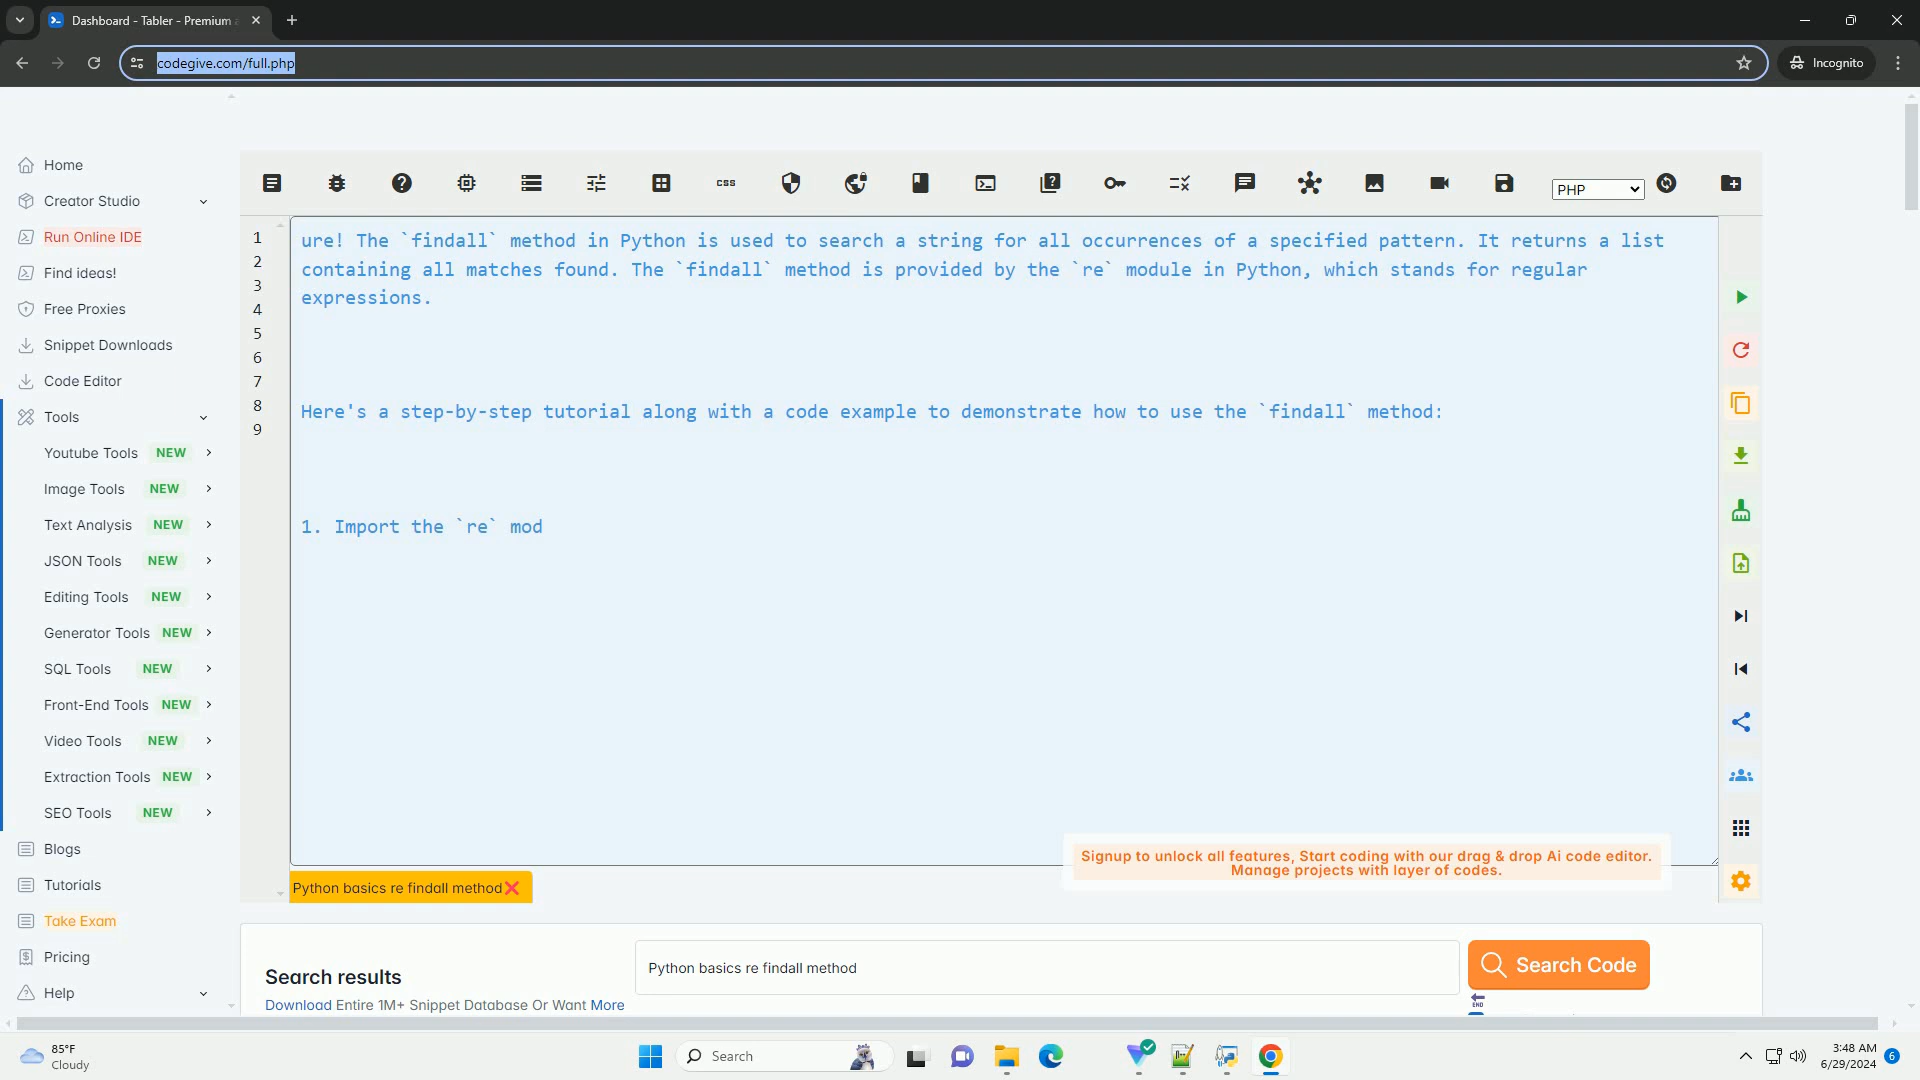 Dashboard - Tabler - Premium
codegive.com/full.php
Incognito
Home
Creator Studio
Run Online IDE
Find ideas!
Free Proxies
Snippet Downloads
Code Editor
Tools
Youtube Tools NEW
Image Tools NEW
Text Analysis NEW
JSON Tools NEW
Editing Tools NEW
Generator Tools NEW
SQL Tools NEW
Front-End Tools NEW
Video Tools NEW
Extraction Tools NEW
SEO Tools NEW
Blogs
Tutorials
Take Exam
Pricing
Help
css
PHP
1
2
3
4
5
6
7
8
9
ure! The `findall` method in Python is used to search a string for all occurrences of a specified pattern. It returns a list
containing all matches found. The `findall` method is provided by the `re` module in Python, which stands for regular
expressions.
Here's a step-by-step tutorial along with a code example to demonstrate how to use the `findall` method:
1. Import the `re` mod
Signup to unlock all features, Start coding with our drag & drop Ai code editor.
Manage projects with layer of codes.
Python basics re findall method❌
Search results
Download Entire 1M+ Snippet Database Or Want More
Python basics re findall method
Search Code
END
85°F
Cloudy
Search
3:48 AM
6/29/2024
6